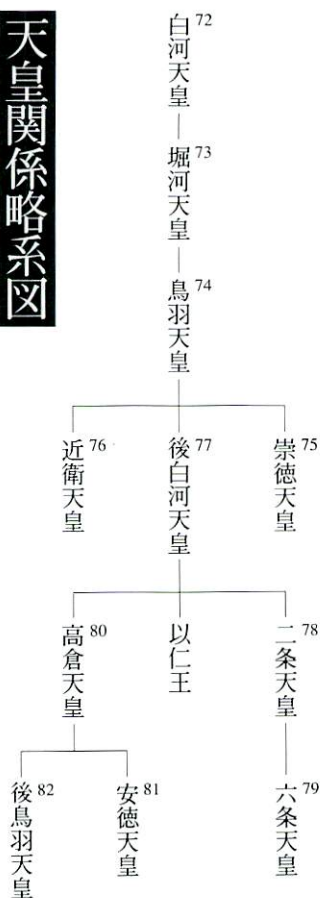 天皇関係略系図
白河天皇 72
堀河天皇 73
鳥羽天皇 74
崇徳天皇 75
後白河天皇 77
近衛天皇 76
二条天皇 78
以仁王
高倉天皇 80
六条天皇 79
安徳天皇 81
後鳥羽天皇 82